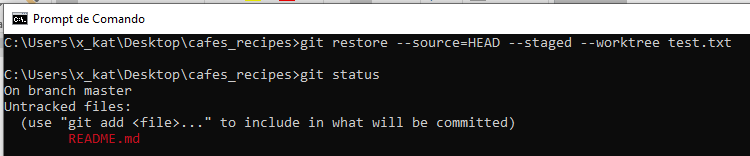 Prompt de Comando
C:\Users\x_kat\Desktop\cafes_recipes>git restore --source=HEAD --staged --worktree test.txt
C:\Users\x_kat\Desktop\cafes_recipes>git status
On branch master
Untracked files:
  (use "git add <file>..." to include in what will be committed)
        README.md